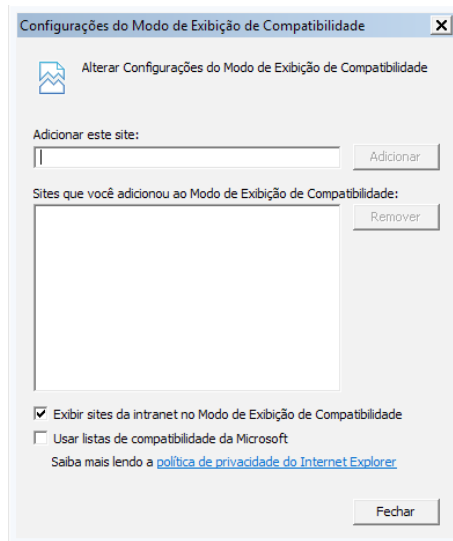 Configurações do Modo de Exibição de Compatibilidade
Alterar Configurações do Modo de Exibição de Compatibilidade
Adicionar este site:
Adicionar
Sites que você adicionou ao Modo de Exibição de Compatibilidade:
Remover
Exibir sites da intranet no Modo de Exibição de Compatibilidade
Usar listas de compatibilidade da Microsoft
Saiba mais lendo a política de privacidade do Internet Explorer
Fechar